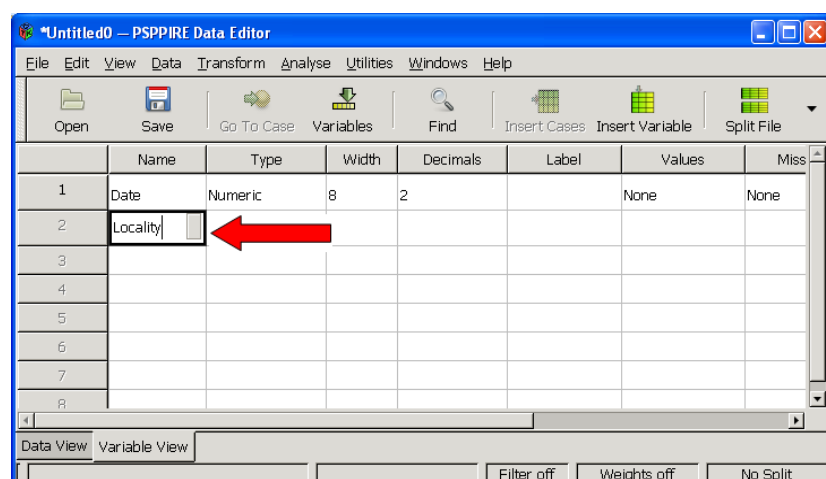 *Untitled0 — PSPPIRE Data Editor
File Edit View Data Transform Analyse Utilities Windows Help
Open Save Go To Case Variables Find Insert Cases Insert Variable Split File
Name Type Width Decimals Label Values Miss
1 Date Numeric 8 2 None None
2 Locality
3
4
5
6
7
8
Data View Variable View
Filter off Weights off No Split